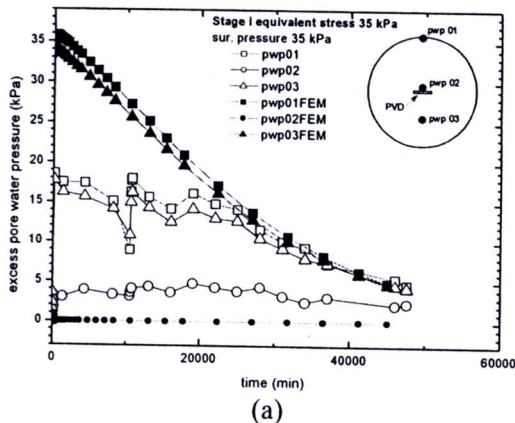 Stage i equivalent stress 35 kPa
sur. pressure 35 kPa
pwp01
pwp02
pwp03
pwp01FEM
pwp02FEM
pwp03FEM
pwp 01
pwp 02
PVD
pwp 03
excess pore water pressure (kPa)
35
30
25
20
15
10
5
0
0
20000
40000
60000
time (min)
(a)